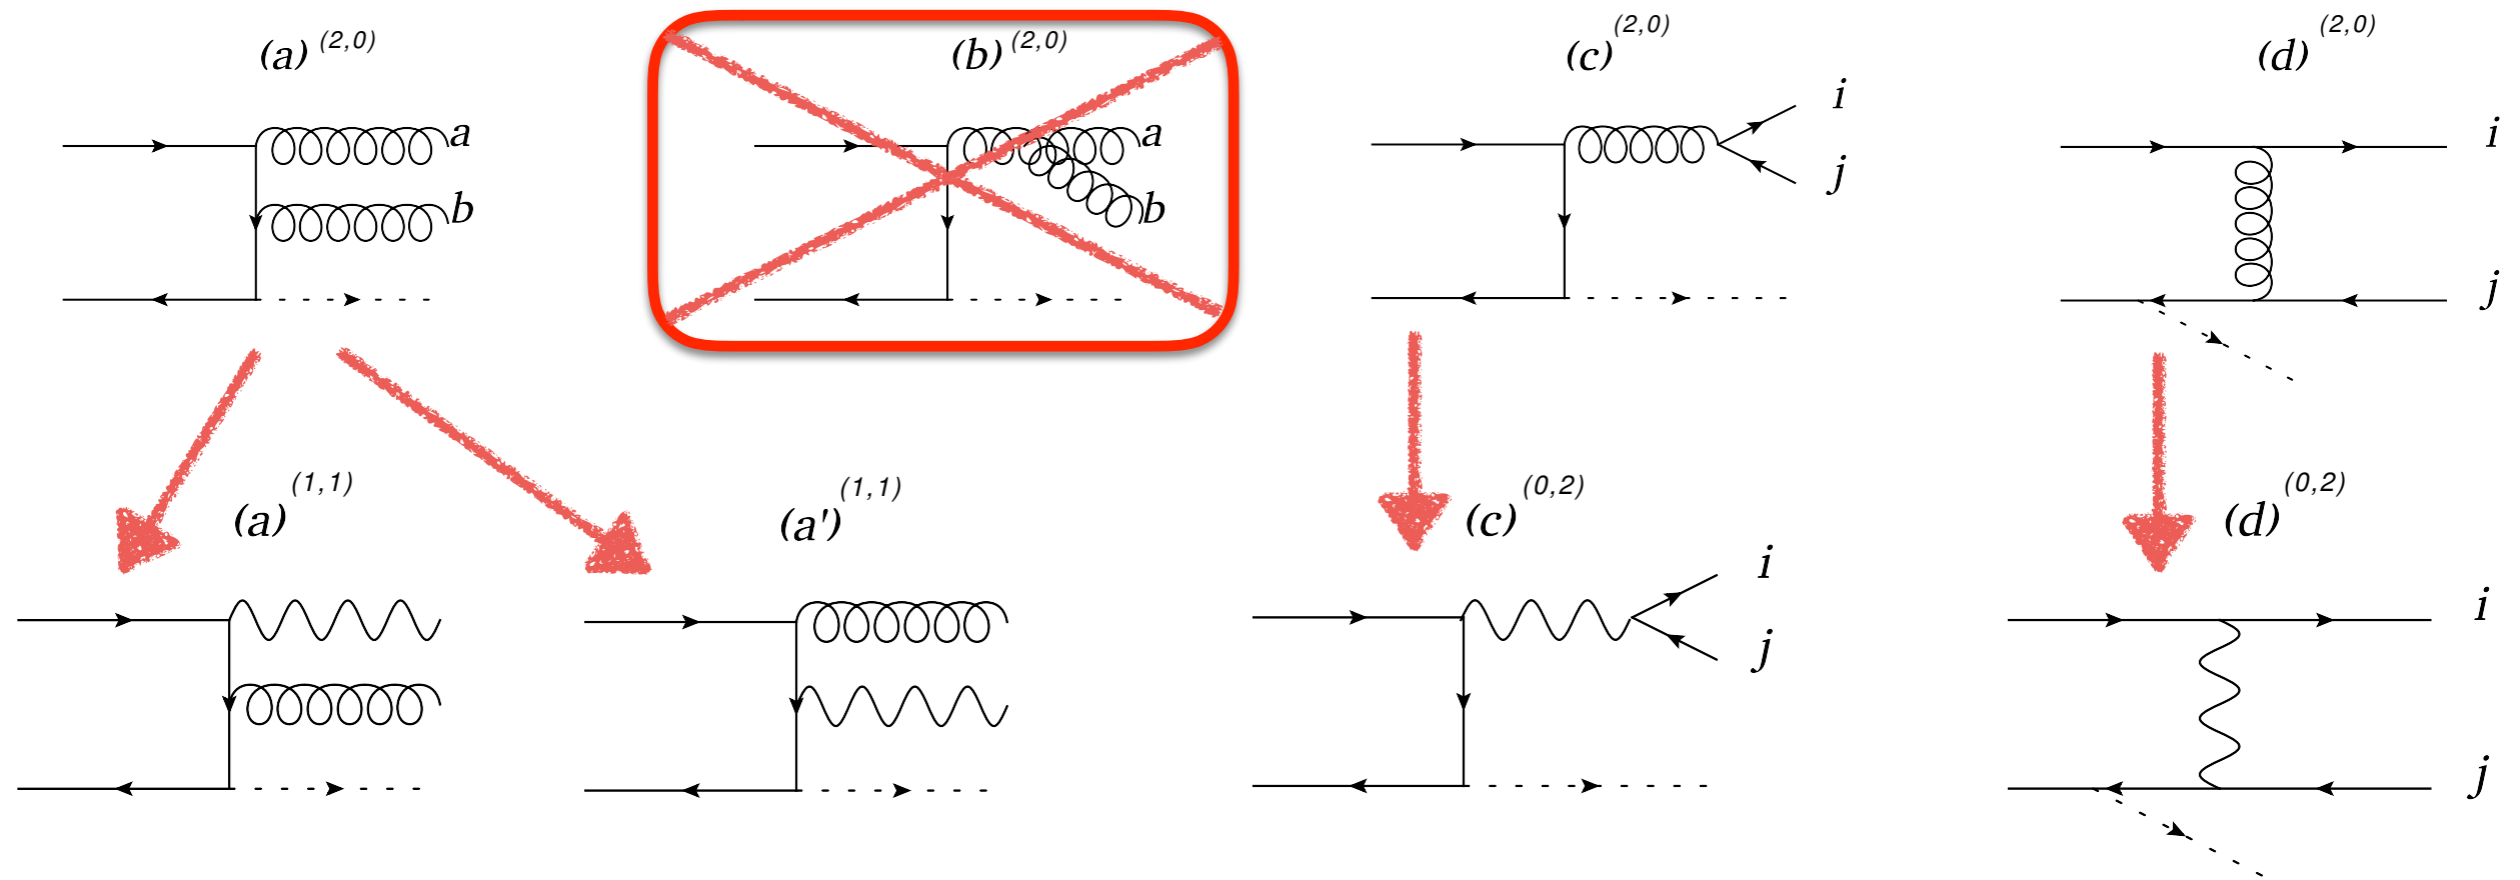 (a) (2,0)
(b) (2,0)
(c) (2,0)
(d) (2,0)
a
b
a
b
i
j
i
j
(a) (1,1)
(a') (1,1)
(c) (0,2)
(d) (0,2)
i
j
i
j